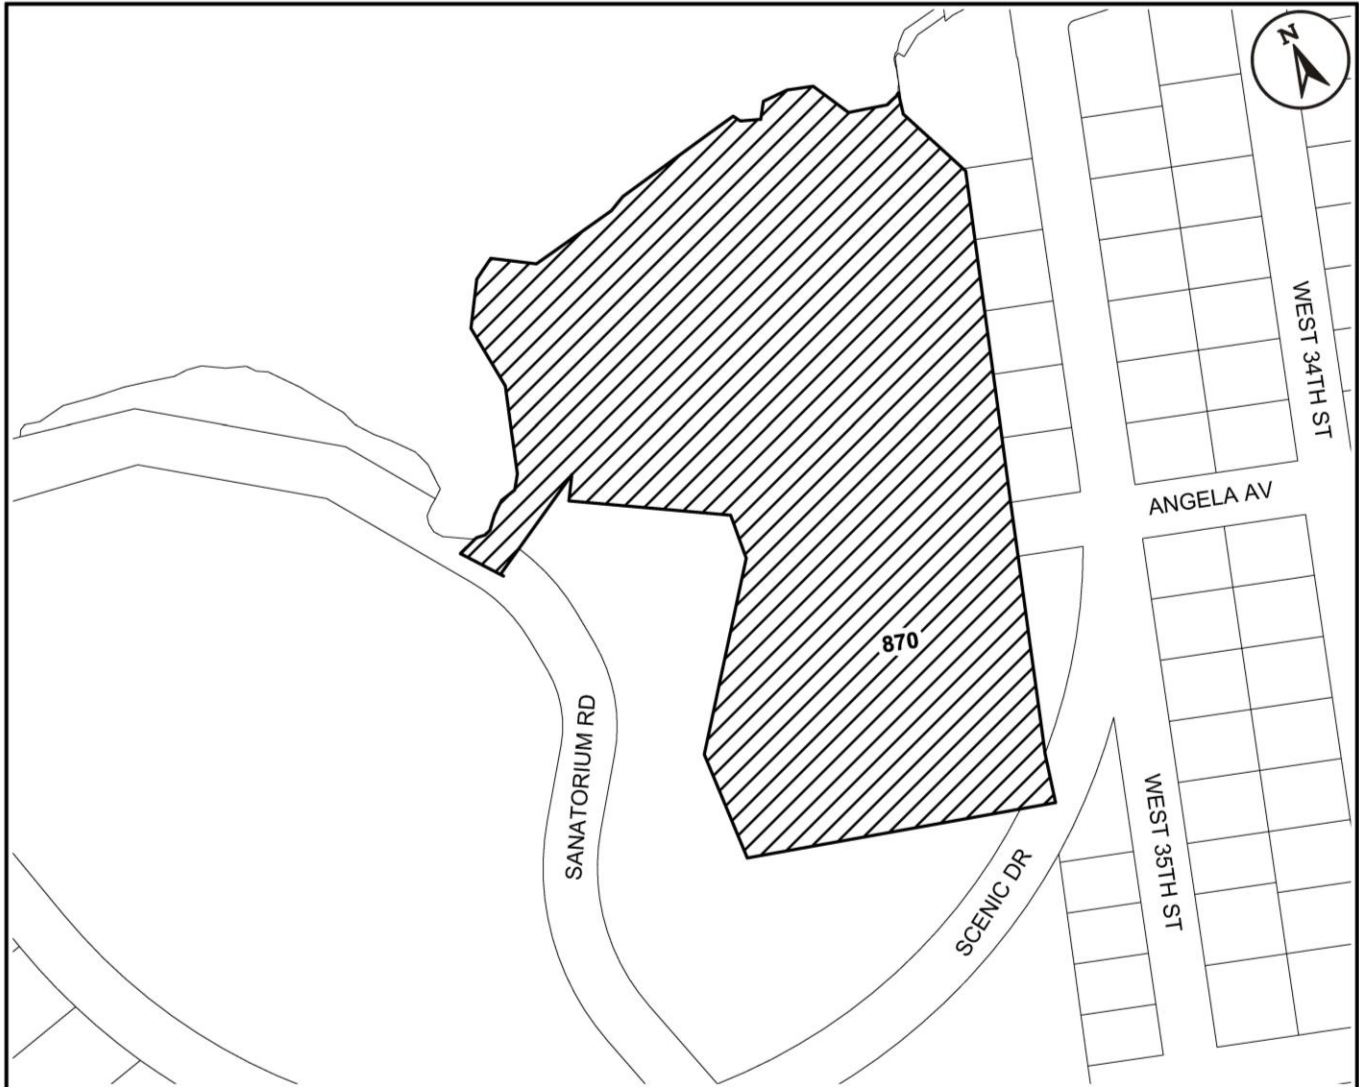 N
WEST 34TH ST
ANGELA AV
870
SANATORIUM RD
WEST 35TH ST
SCENIC DR